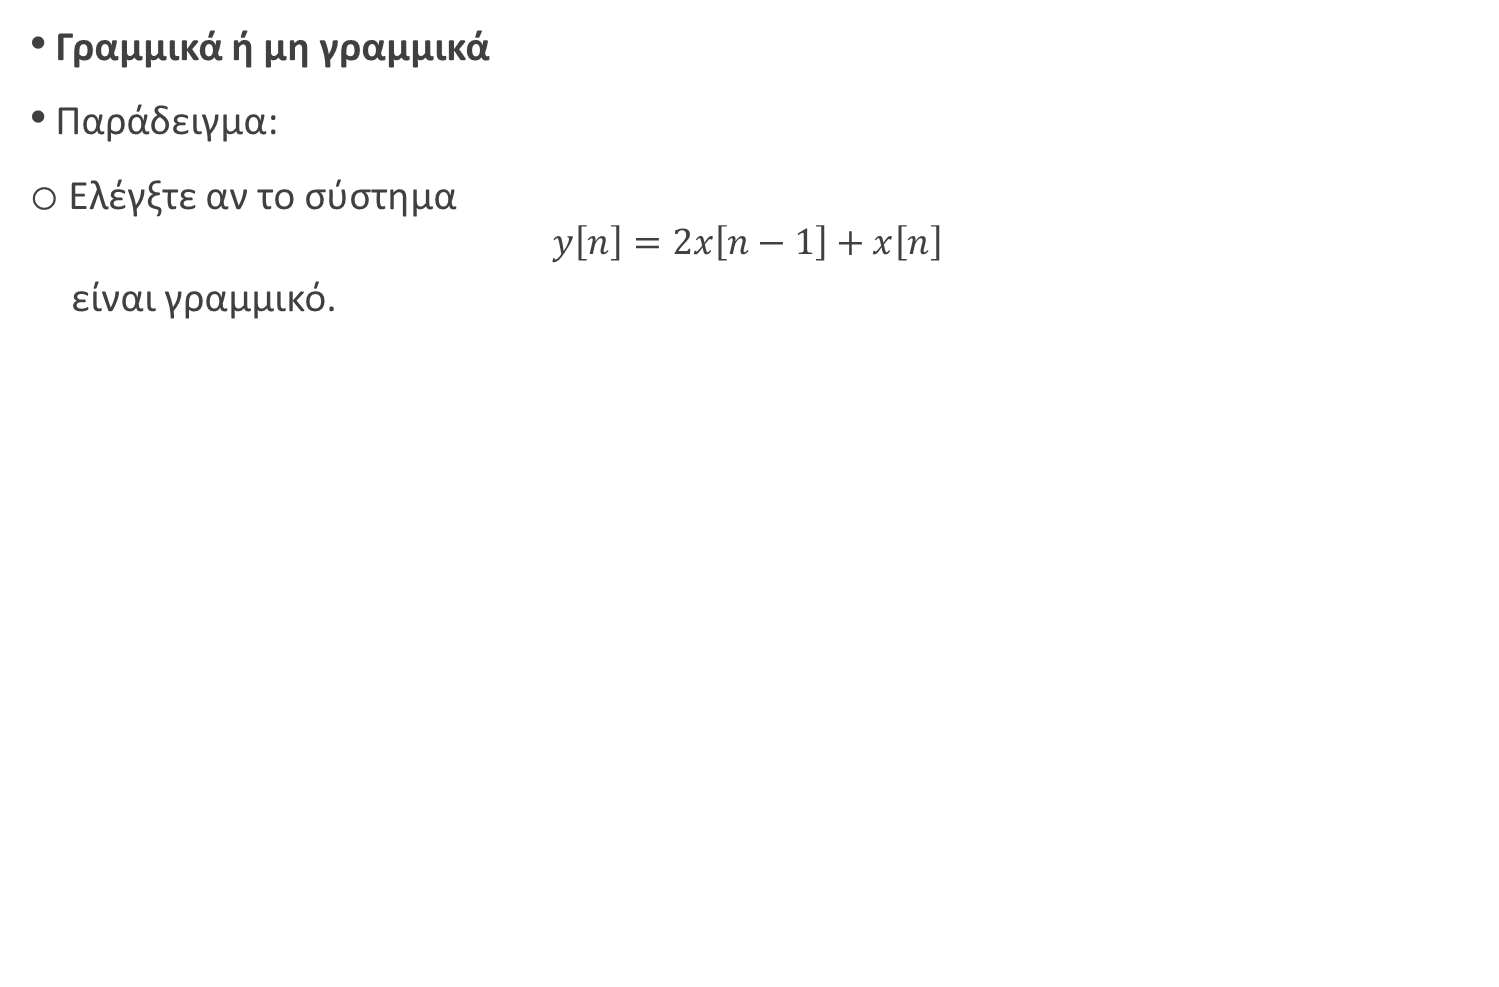 • Γραμμικά ή μη γραμμικά
• Παράδειγμα:
○ Ελέγξτε αν το σύστημα
y[n] = 2x[n − 1] + x[n]
είναι γραμμικό.